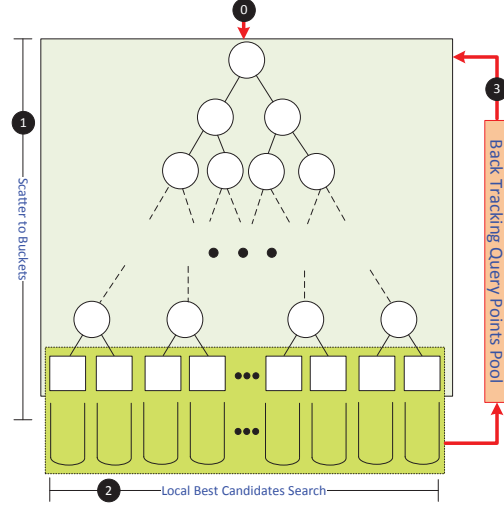 0
3
1
Scatter to Buckets
Back Tracking Query Points Pool
2
Local Best Candidates Search